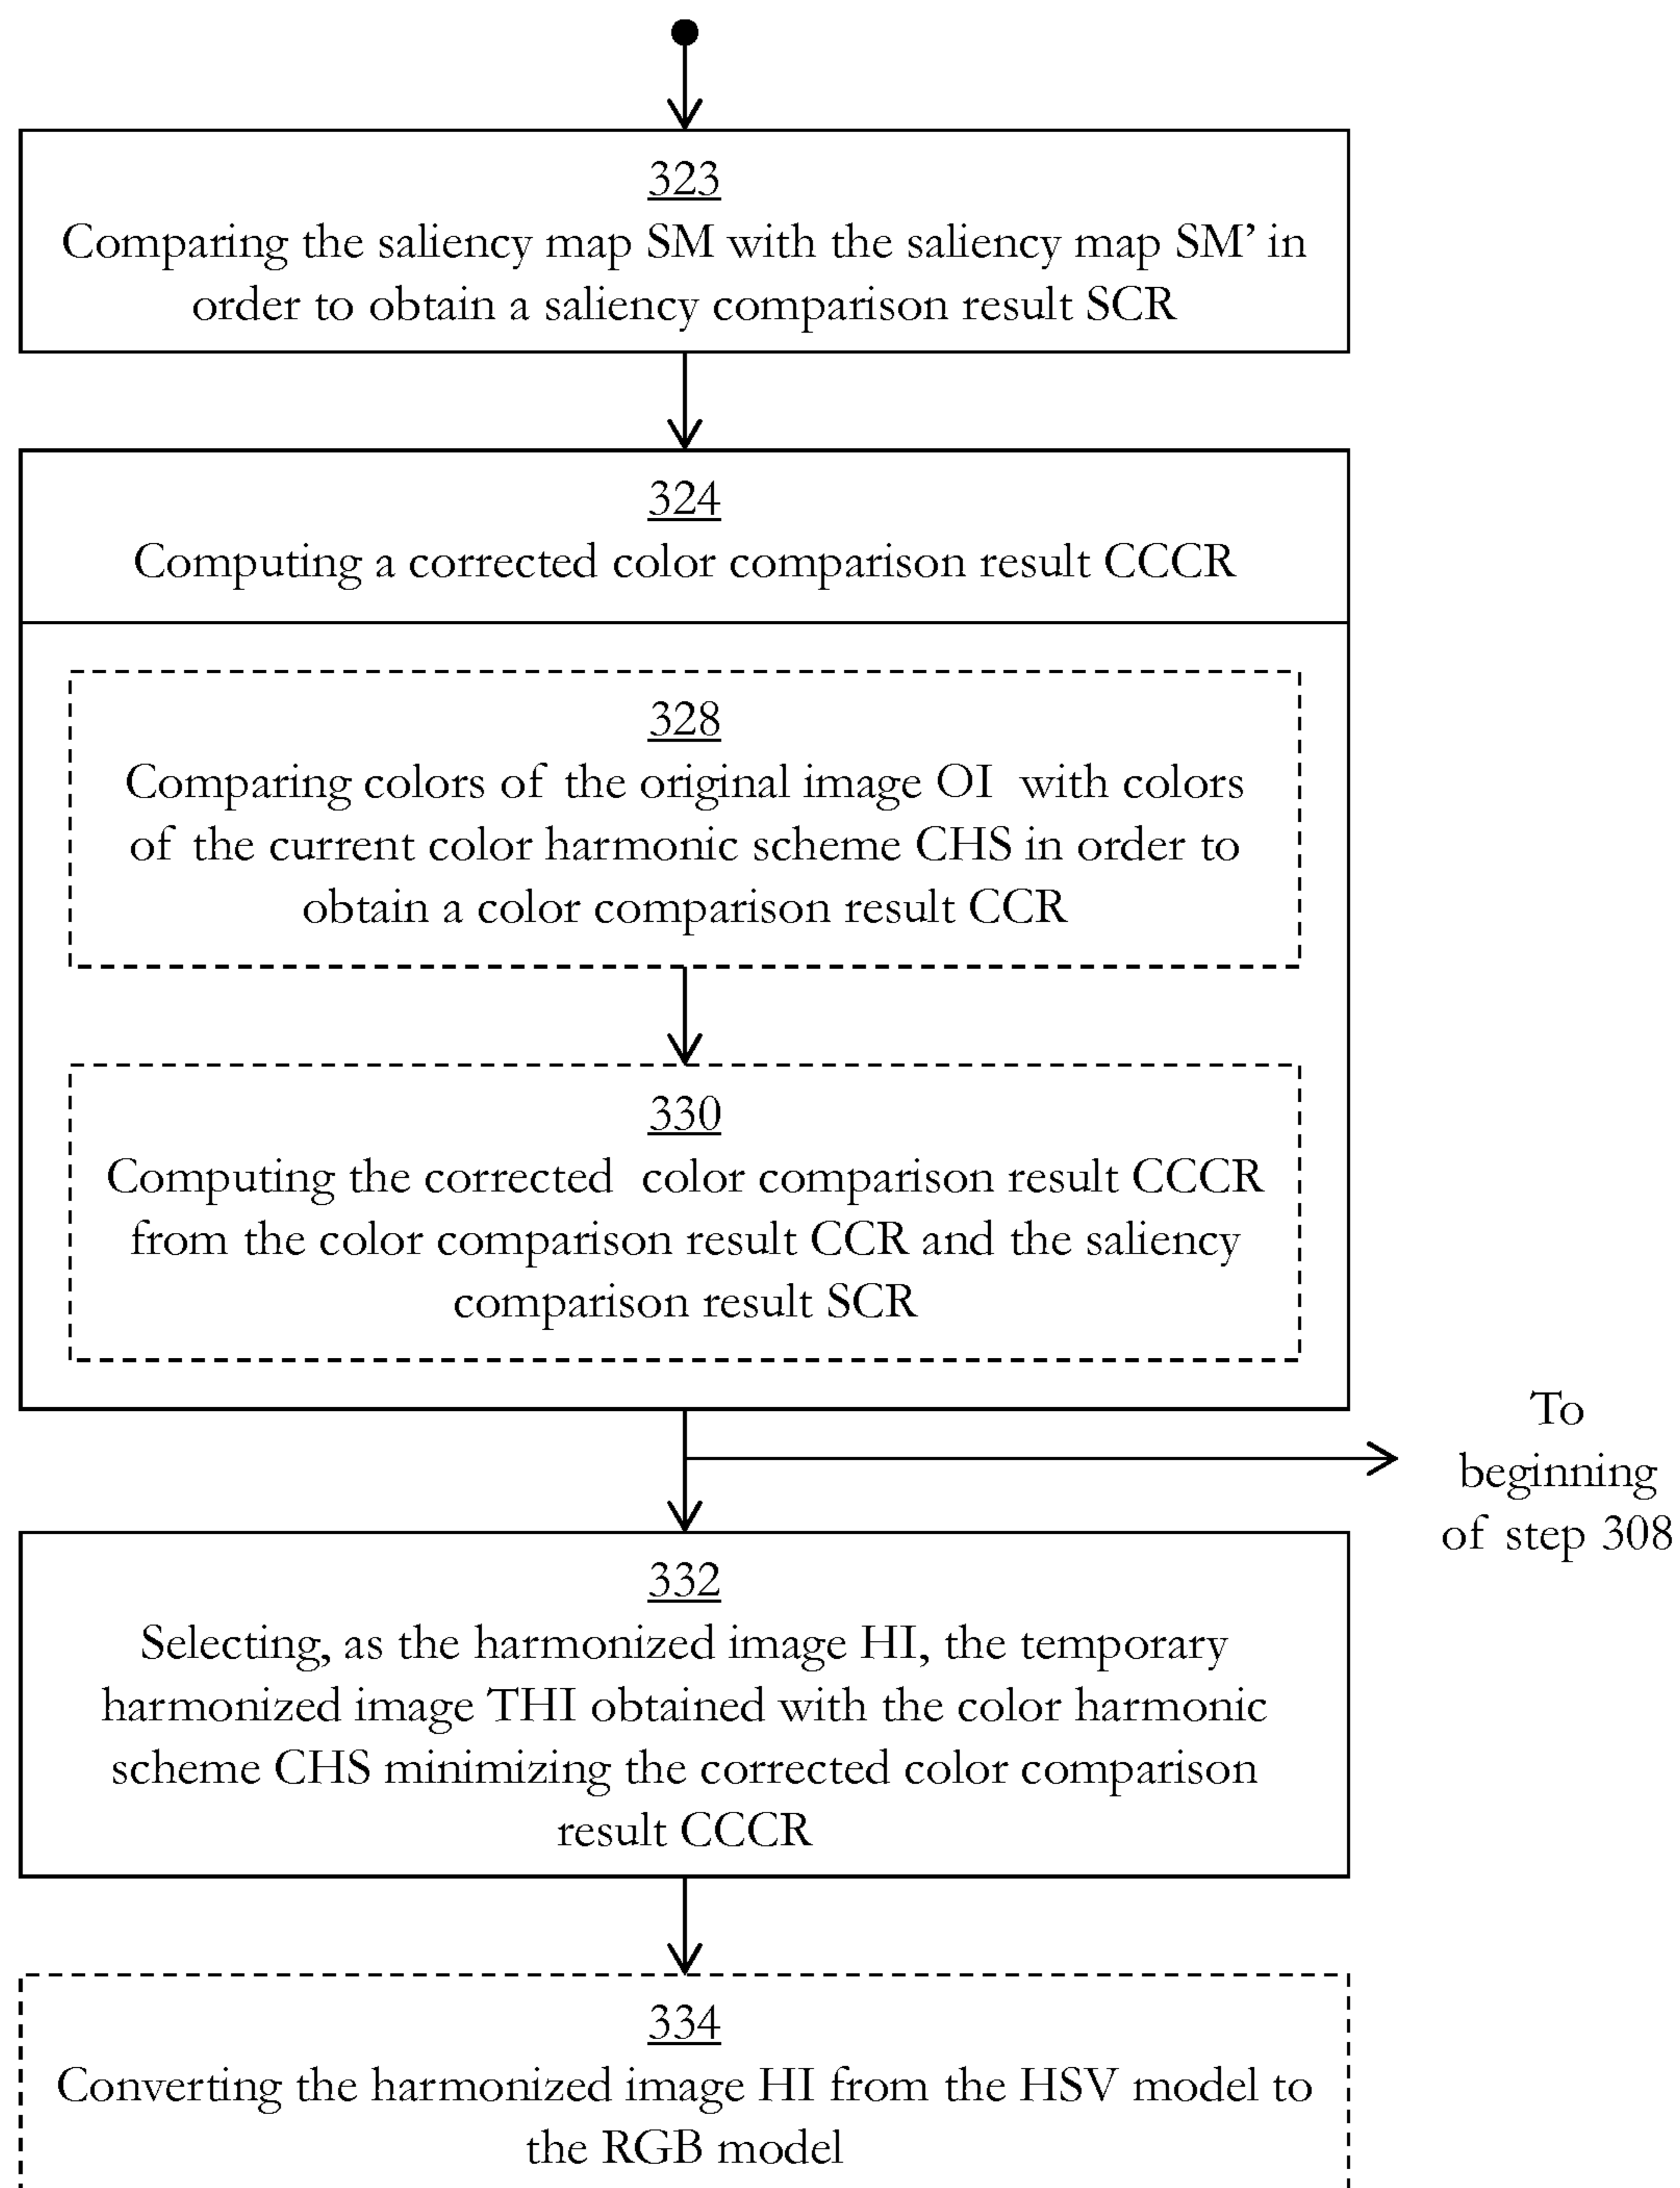 323
Comparing the saliency map SM with the saliency map SM’ in
order to obtain a saliency comparison result SCR
324
Computing a corrected color comparison result CCCR
328
Comparing colors of the original image OI with colors
of the current color harmonic scheme CHS in order to
obtain a color comparison result CCR
330
Computing the corrected color comparison result CCCR
from the color comparison result CCR and the saliency
comparison result SCR
To
beginning
of step 308
332
Selecting, as the harmonized image HI, the temporary
harmonized image THI obtained with the color harmonic
scheme CHS minimizing the corrected color comparison
result CCCR
334
Converting the harmonized image HI from the HSV model to
the RGB model